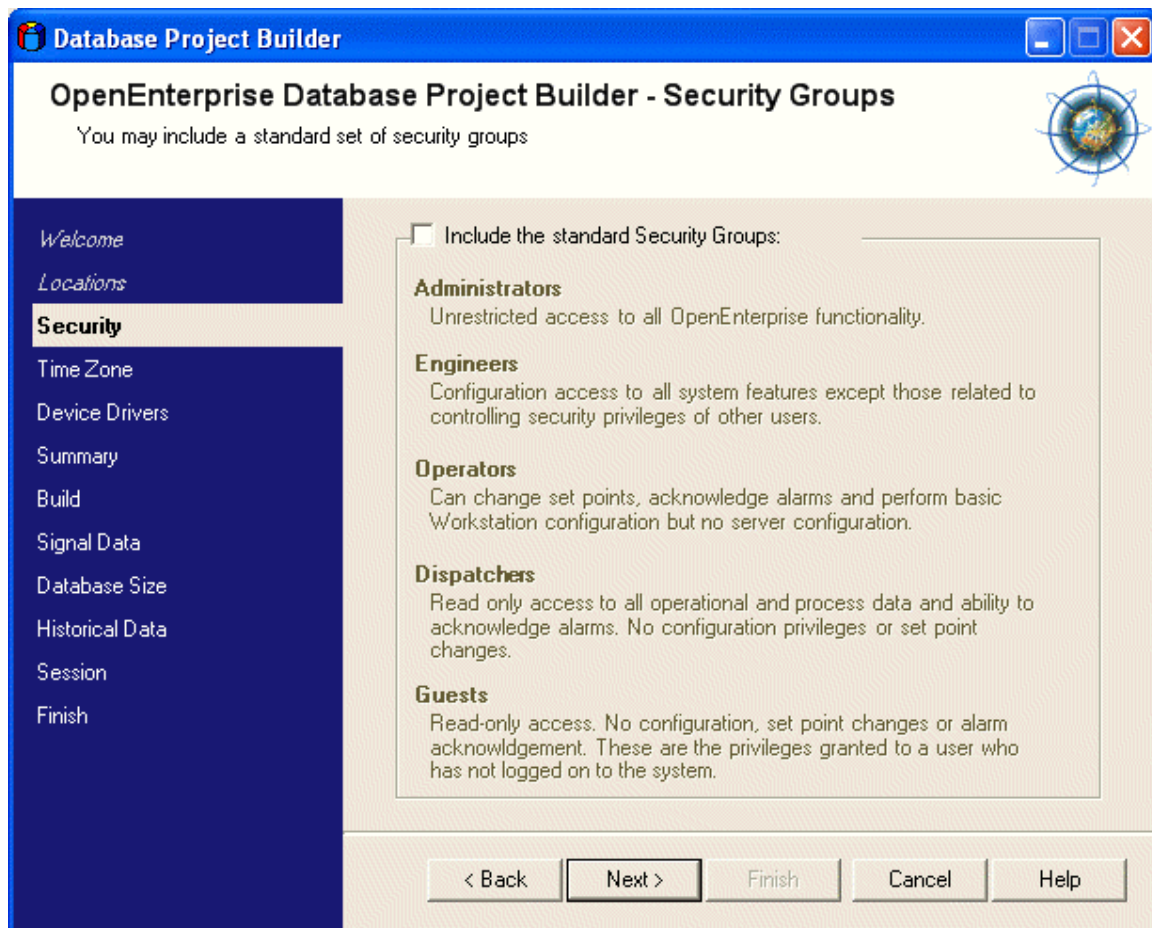 Database Project Builder
OpenEnterprise Database Project Builder - Security Groups
You may include a standard set of security groups
Welcome
Locations
Security
Time Zone
Device Drivers
Summary
Build
Signal Data
Database Size
Historical Data
Session
Finish
Include the standard Security Groups:
Administrators
Unrestricted access to all OpenEnterprise functionality.
Engineers
Configuration access to all system features except those related to
controlling security privileges of other users.
Operators
Can change set points, acknowledge alarms and perform basic
Workstation configuration but no server configuration.
Dispatchers
Read only access to all operational and process data and ability to
acknowledge alarms. No configuration privileges or set point
changes.
Guests
Read-only access. No configuration, set point changes or alarm
acknowldgement. These are the privileges granted to a user who
has not logged on to the system.
< Back
Next >
Finish
Cancel
Help